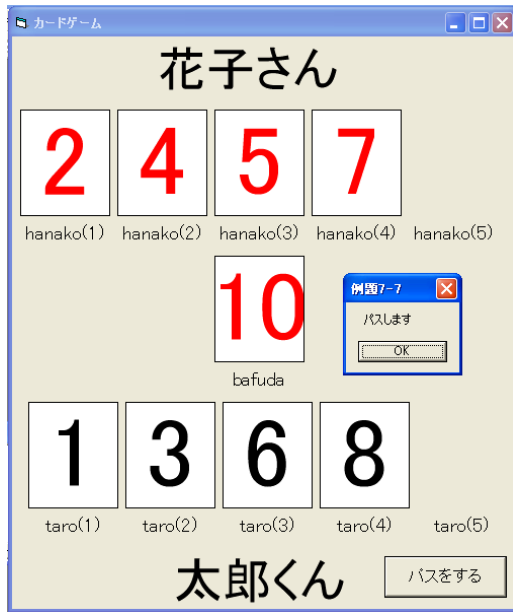 カードゲーム
花子さん
2 4 5 7
hanako(1) hanako(2) hanako(3) hanako(4) hanako(5)
10
bafuda
例題7-7
パスします
OK
1 3 6 8
taro(1) taro(2) taro(3) taro(4) taro(5)
太郎くん
パスをする